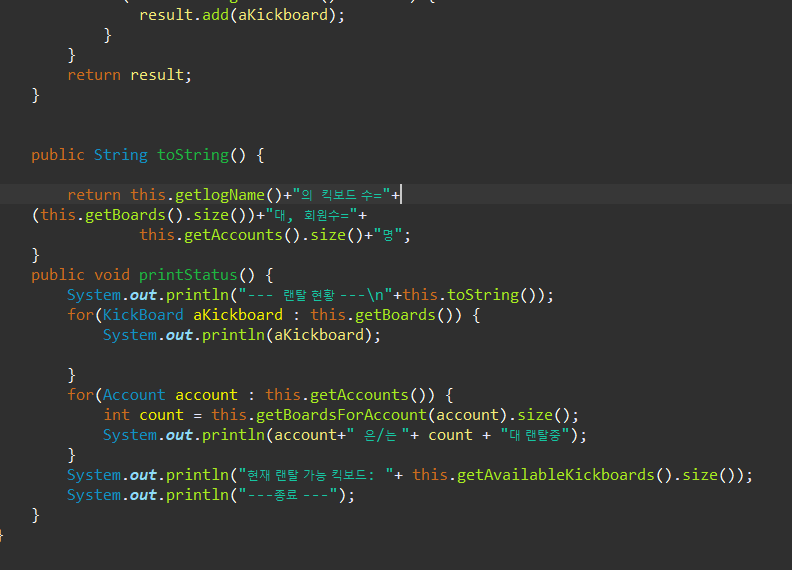 result.add(aKickboard);
}
}
return result;
}
public String toString() {
return this.getlogName()+"의 킥보드 수="+
(this.getBoards().size())+"대, 회원수="+
this.getAccounts().size()+"명";
}
public void printStatus() {
System.out.println("--- 랜탈 현황 ---\n"+this.toString());
for(KickBoard aKickboard : this.getBoards()) {
System.out.println(aKickboard);
}
for(Account account : this.getAccounts()) {
int count = this.getBoardsForAccount(account).size();
System.out.println(account+" 은/는 "+ count + "대 랜탈중");
}
System.out.println("현재 랜탈 가능 킥보드: "+ this.getAvailableKickboards().size());
System.out.println("---종료 ---");
}
}